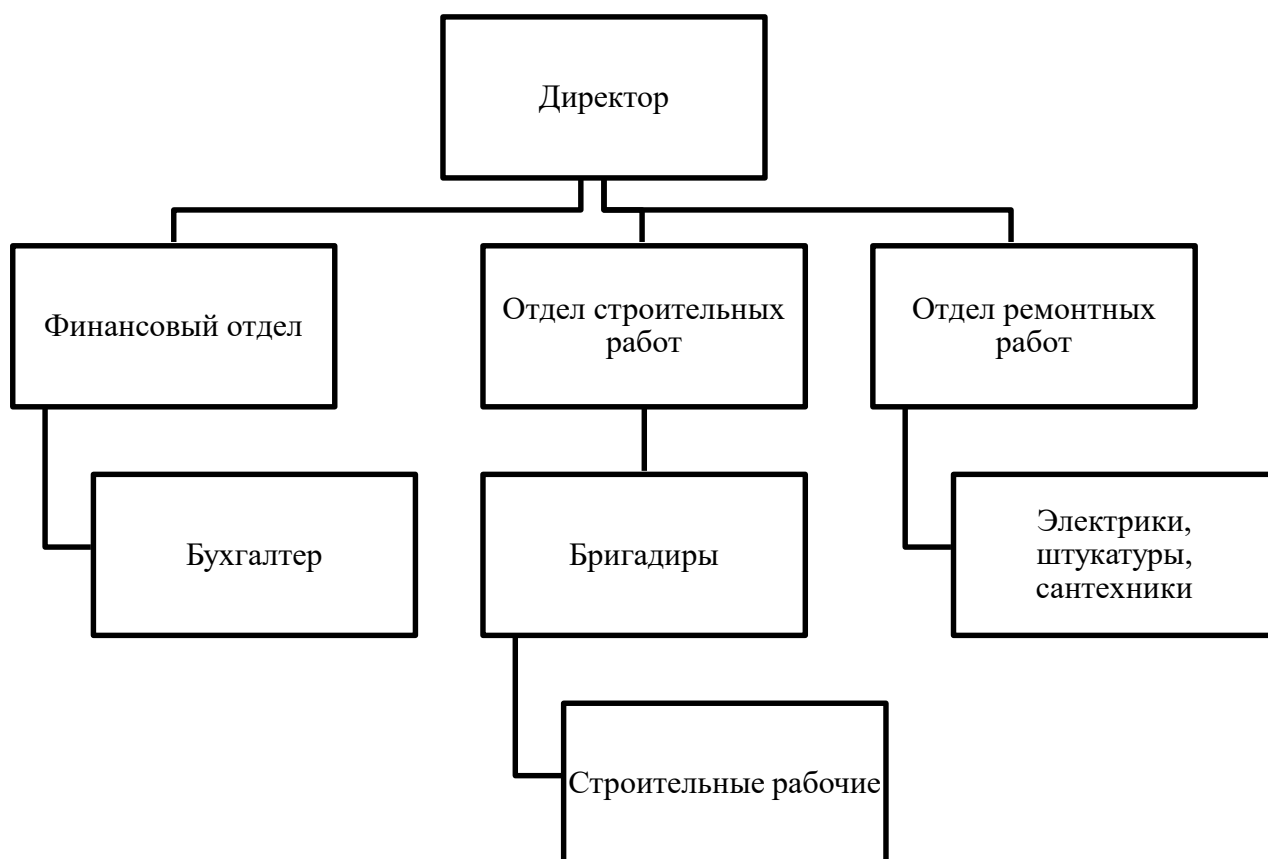 Директор
Финансовый отдел
Отдел строительных
работ
Отдел ремонтных
работ
Бухгалтер
Бригадиры
Электрики,
штукатуры,
сантехники
Строительные рабочие